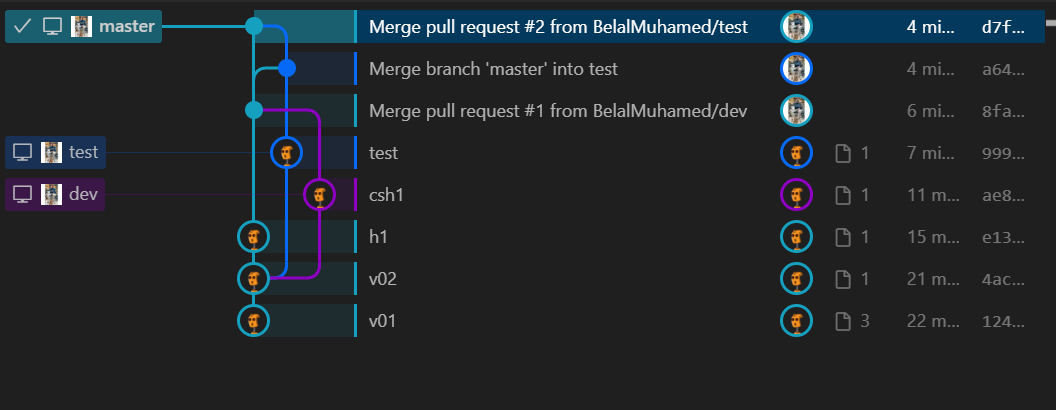 master Merge pull request #2 from BelalMuhamed/test 4 mi... d7f...
Merge branch 'master' into test 4 mi... a64...
Merge pull request #1 from BelalMuhamed/dev 6 mi... 8fa...
test test 1 7 mi... 999...
dev csh1 1 11 m... ae8...
h1 1 15 m... e13...
v02 1 21 m... 4ac...
v01 3 22 m... 124...